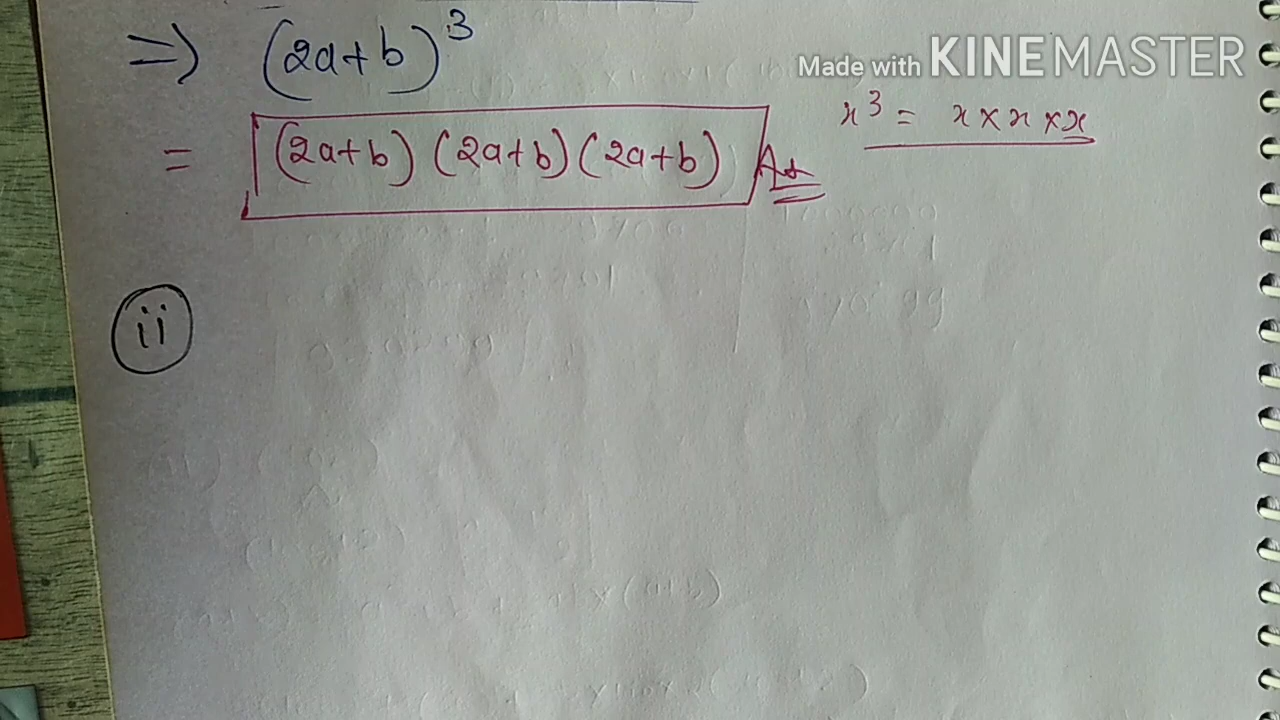 => (2a+b)³
Made with KINEMASTER
x³ = x × x × x
= (2a+b) (2a+b) (2a+b) Ans
ii